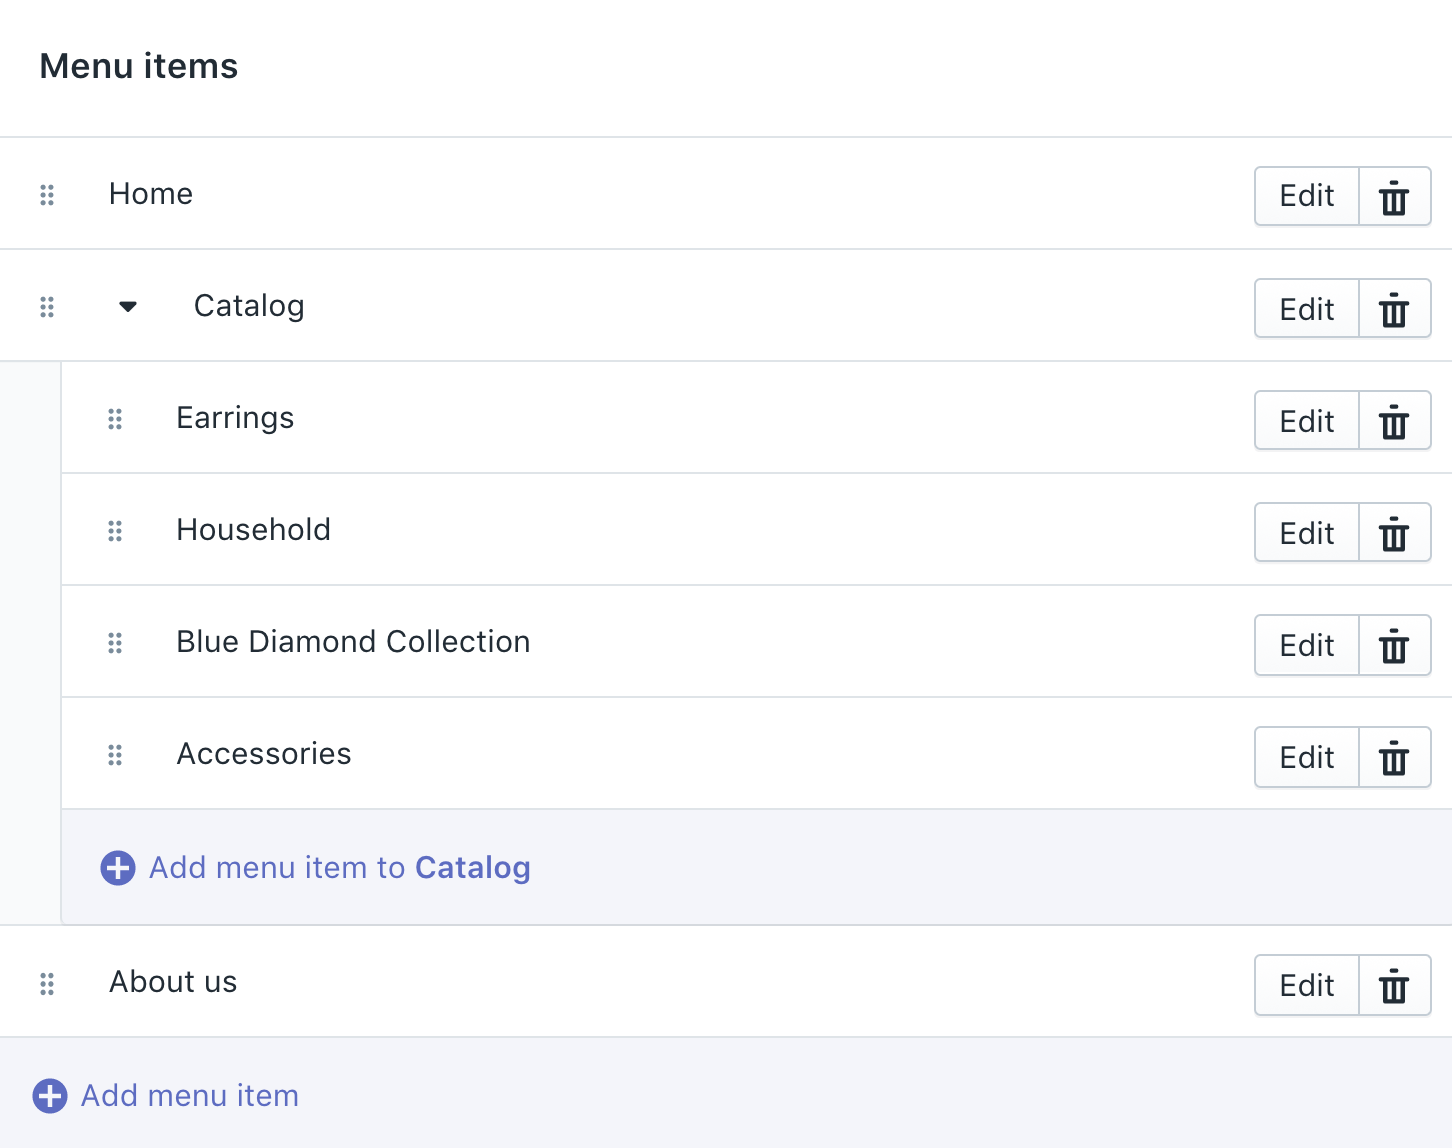 Menu items
Home Edit
Catalog Edit
Earrings Edit
Household Edit
Blue Diamond Collection Edit
Accessories Edit
Add menu item to Catalog
About us Edit
Add menu item